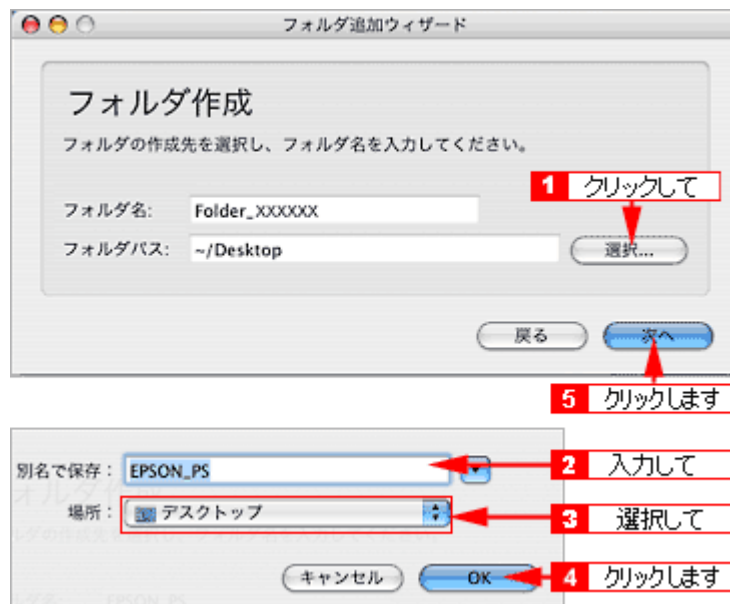 フォルダ追加ウィザード
フォルダ作成
フォルダの作成先を選択し、フォルダ名を入力してください。
1 クリックして
フォルダ名: Folder_XXXXXX
フォルダパス: ~/Desktop 選択...
戻る 次へ
5 クリックします
別名で保存： EPSON_PS 2 入力して
場所： デスクトップ 3 選択して
キャンセル OK 4 クリックします
EPSON_PS